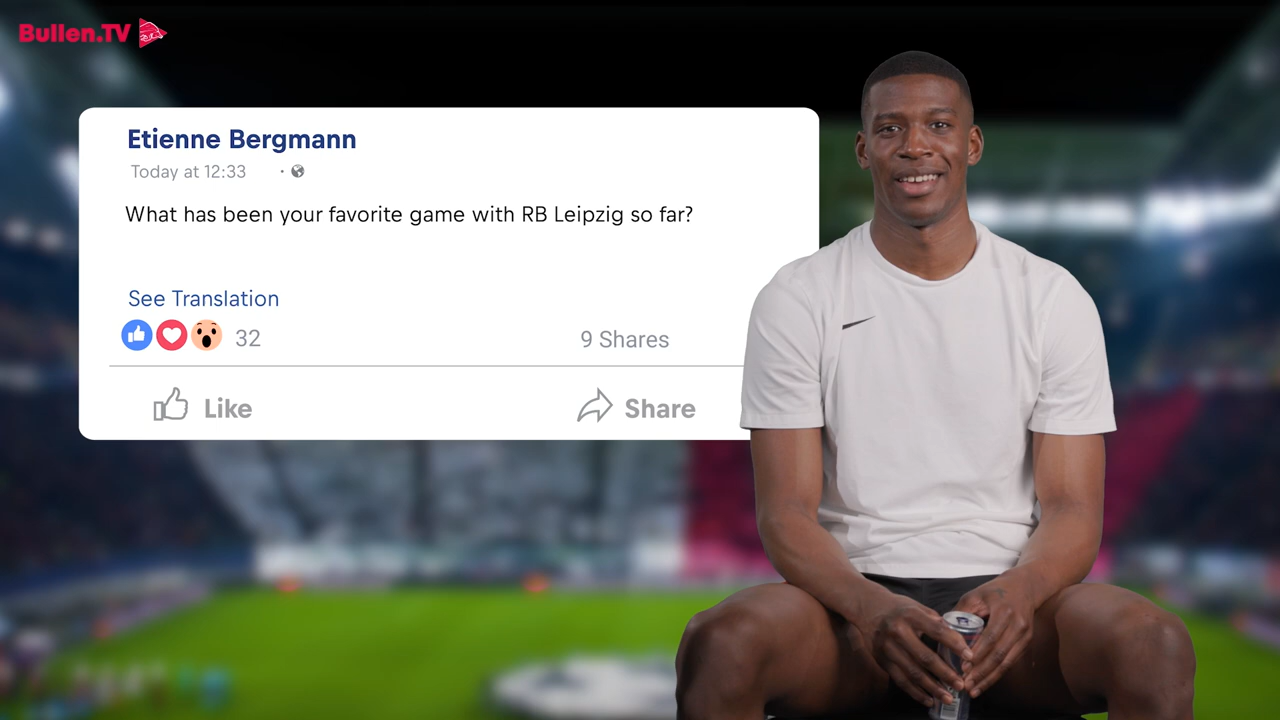 Bullen.TV
Etienne Bergmann
Today at 12:33
What has been your favorite game with RB Leipzig so far?
See Translation
32
9 Shares
Like
Share